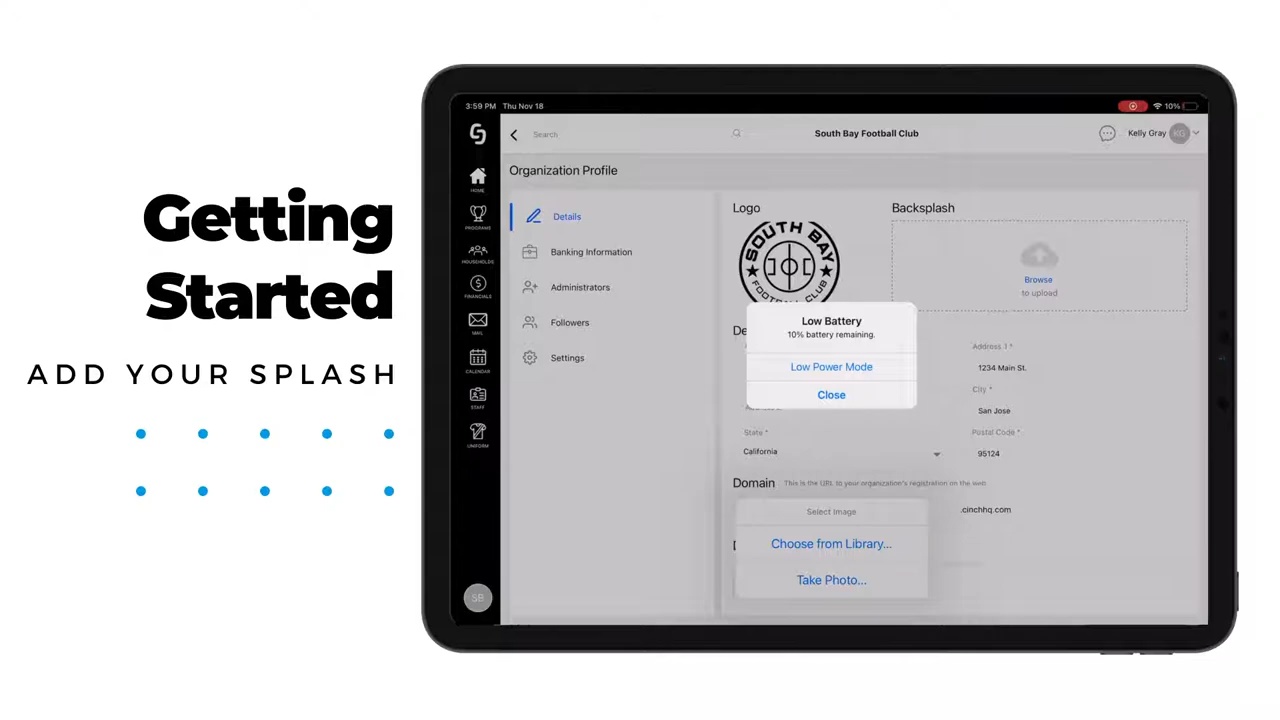 Getting
Started
ADD YOUR SPLASH
3:59 PM Thu Nov 18
10%
Search
South Bay Football Club
Kelly Gray KG
HOME
PROGRAMS
HOUSEHOLDS
FINANCIALS
MAIL
CALENDAR
STAFF
UNIFORM
SB
Organization Profile
Details
Banking Information
Administrators
Followers
Settings
Logo
SOUTH BAY
FOOTBALL CLUB
Backsplash
Browse
to upload
Low Battery
10% battery remaining.
Low Power Mode
Close
Address 1 *
1234 Main St.
City *
San Jose
State *
California
Postal Code *
95124
Domain This is the URL to your organization's registration on the web.
.cinchhq.com
Select Image
Choose from Library...
Take Photo...